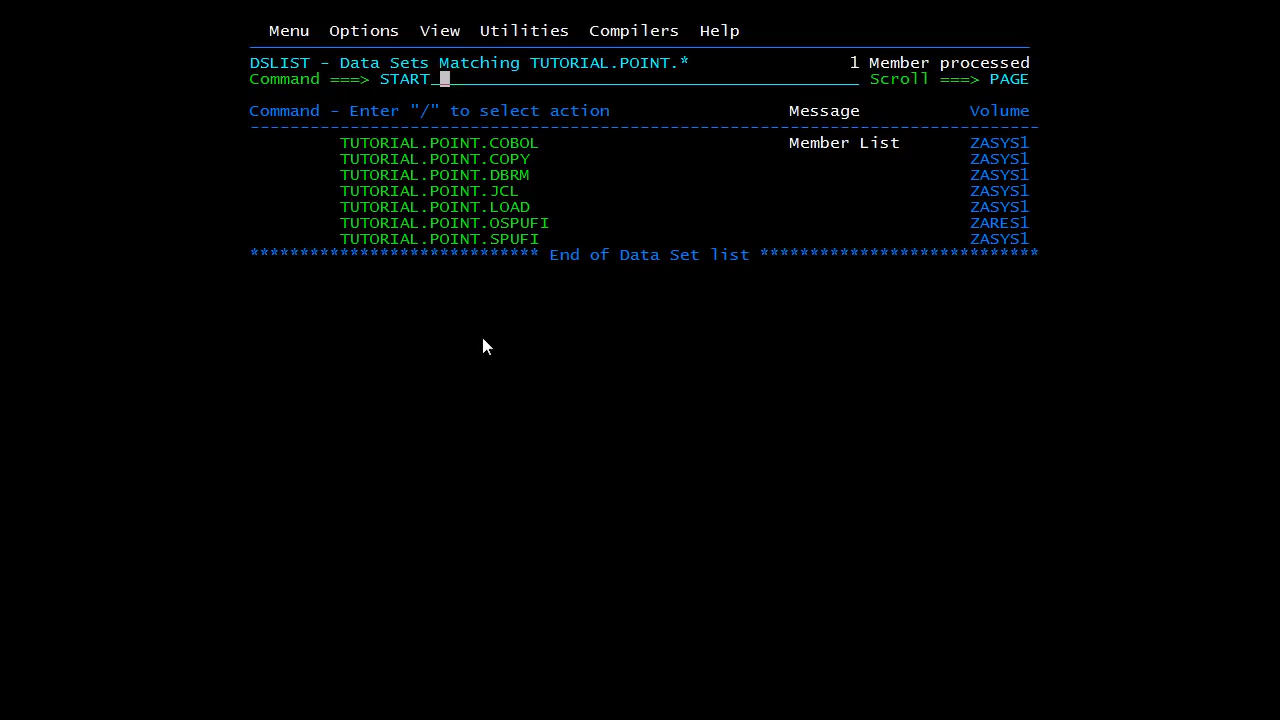 Menu  Options  View  Utilities  Compilers  Help
DSLIST - Data Sets Matching TUTORIAL.POINT.*                1 Member processed
Command ===> START                                                Scroll ===> PAGE
Command - Enter "/" to select action                  Message           Volume
-------------------------------------------------------------------------------
TUTORIAL.POINT.COBOL                         Member List       ZASYS1
TUTORIAL.POINT.COPY                                            ZASYS1
TUTORIAL.POINT.DBRM                                            ZASYS1
TUTORIAL.POINT.JCL                                             ZASYS1
TUTORIAL.POINT.LOAD                                            ZASYS1
TUTORIAL.POINT.OSPUFI                                          ZARES1
TUTORIAL.POINT.SPUFI                                           ZASYS1
***************************** End of Data Set list ****************************